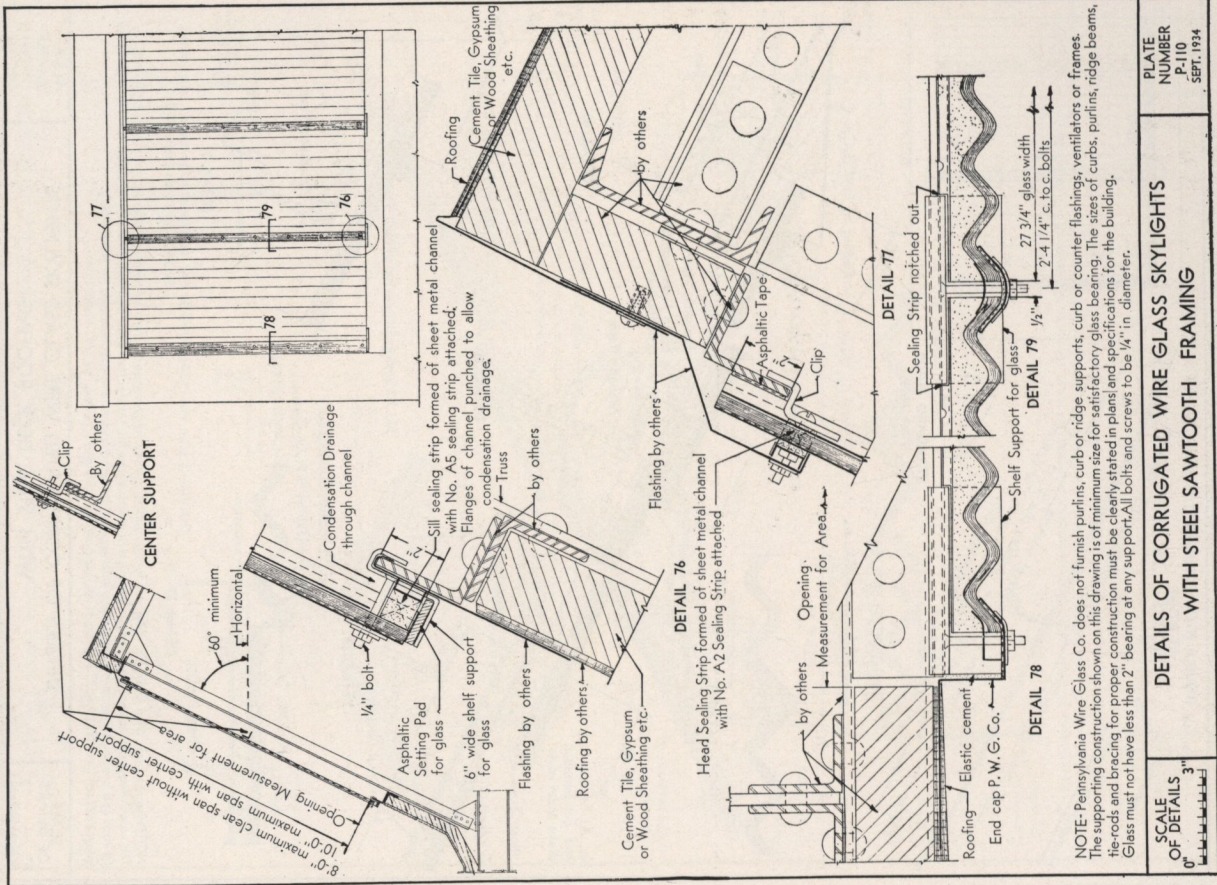 8'-0" maximum clear span without center support
10'-0" maximum span with center support
Opening Measurement for area
60° minimum
Horizontal
Clip
By others
CENTER SUPPORT
77
79
78
76
Condensation Drainage
through channel
Sill sealing strip formed of sheet metal channel
with No. A5 sealing strip attached;
Flanges of channel punched to allow
condensation drainage.
Truss
2"
by others
1/4" bolt
Asphaltic
Setting Pad
for glass
6" wide shelf support
for glass
Flashing by others
Roofing by others
Cement Tile, Gypsum
or Wood Sheathing etc.
DETAIL 76
Roofing
Cement Tile, Gypsum
or Wood Sheathing
etc.
by others
Flashing by others
Asphaltic Tape
2"
Clip
Head Sealing Strip formed of sheet metal channel
with No. A2 Sealing Strip attached
DETAIL 77
by others
Opening
Measurement for Area
Roofing
Elastic cement
End cap P. W. G. Co.
DETAIL 78
Sealing Strip notched out
Shelf Support for glass
DETAIL 79
1/2"
27 3/4" glass width
2'-4 1/4" c. to c. bolts
NOTE- Pennsylvania Wire Glass Co. does not furnish purlins, curb or ridge supports, curb or counter flashings, ventilators or frames.
The supporting construction shown on this drawing is of minimum size for satisfactory glass bearing. The sizes of curbs, purlins, ridge beams,
tie-rods and bracing for proper construction must be clearly stated in plans and specifications for the building.
Glass must not have less than 2" bearing at any support. All bolts and screws to be 1/4" in diameter.
SCALE
OF DETAILS
0" 3"
DETAILS OF CORRUGATED WIRE GLASS SKYLIGHTS
WITH STEEL SAWTOOTH FRAMING
PLATE
NUMBER
P-110
SEPT. 1934